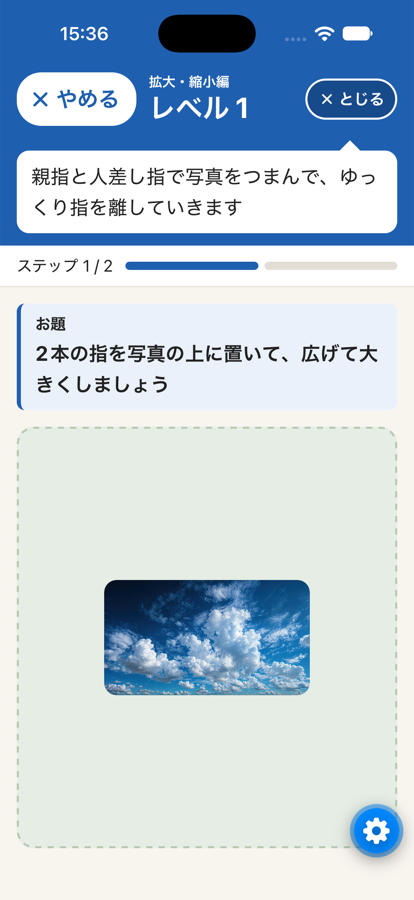 15:36
× やめる
拡大・縮小編
レベル 1
× とじる
親指と人差し指で写真をつまんで、ゆっ
くり指を離していきます
ステップ 1 / 2
お題
2本の指を写真の上に置いて、広げて大
きくしましょう